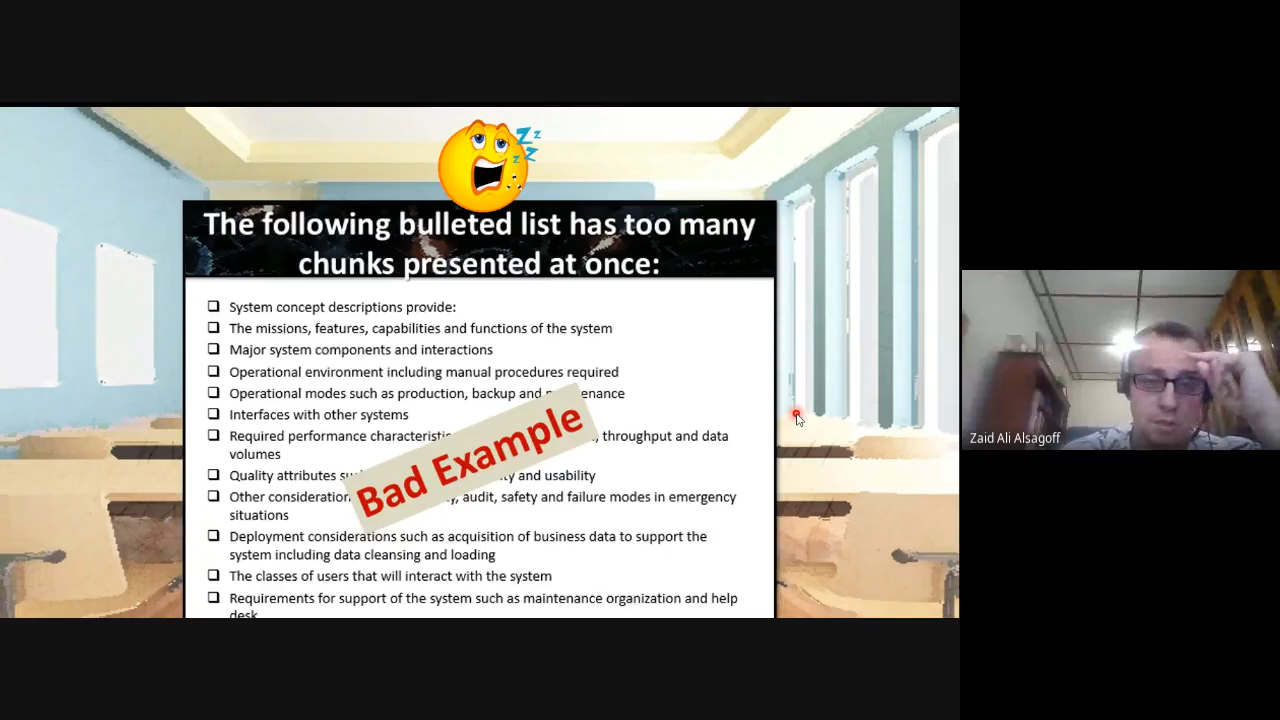 The following bulleted list has too many
chunks presented at once:
System concept descriptions provide:
The missions, features, capabilities and functions of the system
Major system components and interactions
Operational environment including manual procedures required
Operational modes such as production, backup and
Interfaces with other systems
Required performance throughput and data
volumes
Quality attributes and usability
Other audit, safety and failure modes in emergency
situations
Deployment considerations such as acquisition of business data to support the
system including data cleansing and loading
The classes of users that will interact with the system
Requirements for support of the system such as maintenance organization and help
desk
Bad Example
Zaid Ali Alsagoff